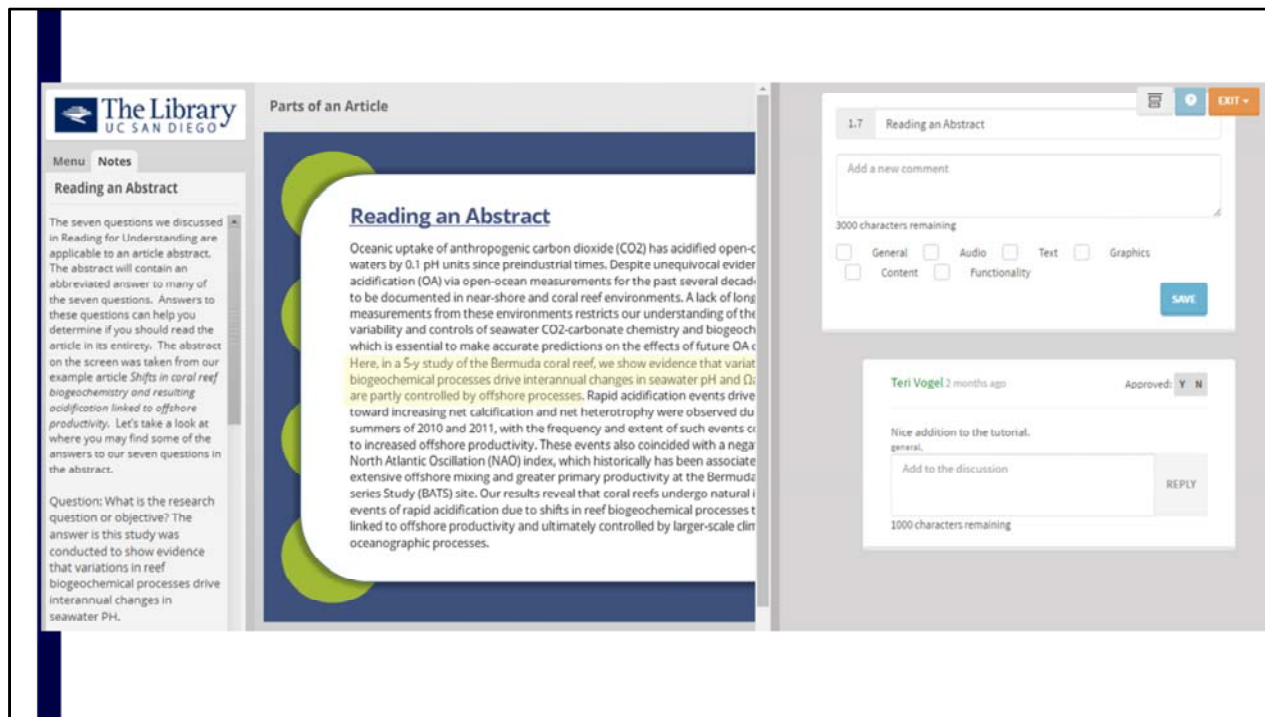 The Library
UC SAN DIEGO
Menu Notes
Reading an Abstract
The seven questions we discussed
in Reading for Understanding are
applicable to an article abstract.
The abstract will contain an
abbreviated answer to many of
the seven questions. Answers to
these questions can help you
determine if you should read the
article in its entirety. The abstract
on the screen was taken from our
example article Shifts in coral reef
biogeochemistry and resulting
acidification linked to offshore
productivity. Let's take a look at
where you may find some of the
answers to our seven questions in
the abstract.
Question: What is the research
question or objective? The
answer is this study was
conducted to show evidence
that variations in reef
biogeochemical processes drive
interannual changes in
seawater PH.
Parts of an Article
Reading an Abstract
Oceanic uptake of anthropogenic carbon dioxide (CO2) has acidified open-c
waters by 0.1 pH units since preindustrial times. Despite unequivocal evider
acidification (OA) via open-ocean measurements for the past several decad
to be documented in near-shore and coral reef environments. A lack of long
measurements from these environments restricts our understanding of the
variability and controls of seawater CO2-carbonate chemistry and biogeoch
which is essential to make accurate predictions on the effects of future OA c
Here, in a 5-y study of the Bermuda coral reef, we show evidence that variat
biogeochemical processes drive interannual changes in seawater pH and Ωa
are partly controlled by offshore processes. Rapid acidification events drive
toward increasing net calcification and net heterotrophy were observed du
summers of 2010 and 2011, with the frequency and extent of such events co
to increased offshore productivity. These events also coincided with a nega
North Atlantic Oscillation (NAO) index, which historically has been associate
extensive offshore mixing and greater primary productivity at the Bermuda
series Study (BATS) site. Our results reveal that coral reefs undergo natural i
events of rapid acidification due to shifts in reef biogeochemical processes t
linked to offshore productivity and ultimately controlled by larger-scale clim
oceanographic processes.
EXIT
1.7 Reading an Abstract
Add a new comment
3000 characters remaining
General Audio Text Graphics
Content Functionality
SAVE
Teri Vogel 2 months ago Approved: Y N
Nice addition to the tutorial.
general,
Add to the discussion
REPLY
1000 characters remaining